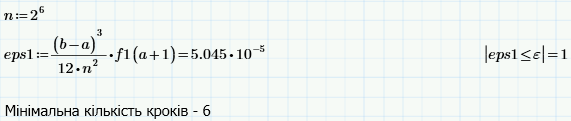 n:=2^6
eps1:=(b−a)^3/(12⋅n^2)⋅f1(a+1)=5.045⋅10^−5 |eps1≤ε|=1
Мінімальна кількість кроків - 6